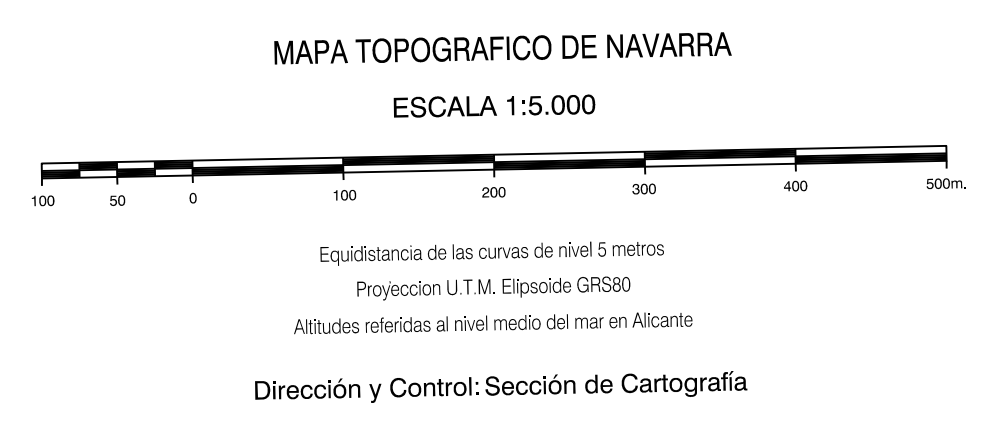 MAPA TOPOGRAFICO DE NAVARRA
ESCALA 1:5.000
100 50 0 100 200 300 400 500m.
Equidistancia de las curvas de nivel 5 metros
Proyeccion U.T.M. Elipsoide GRS80
Altitudes referidas al nivel medio del mar en Alicante
Dirección y Control: Sección de Cartografía